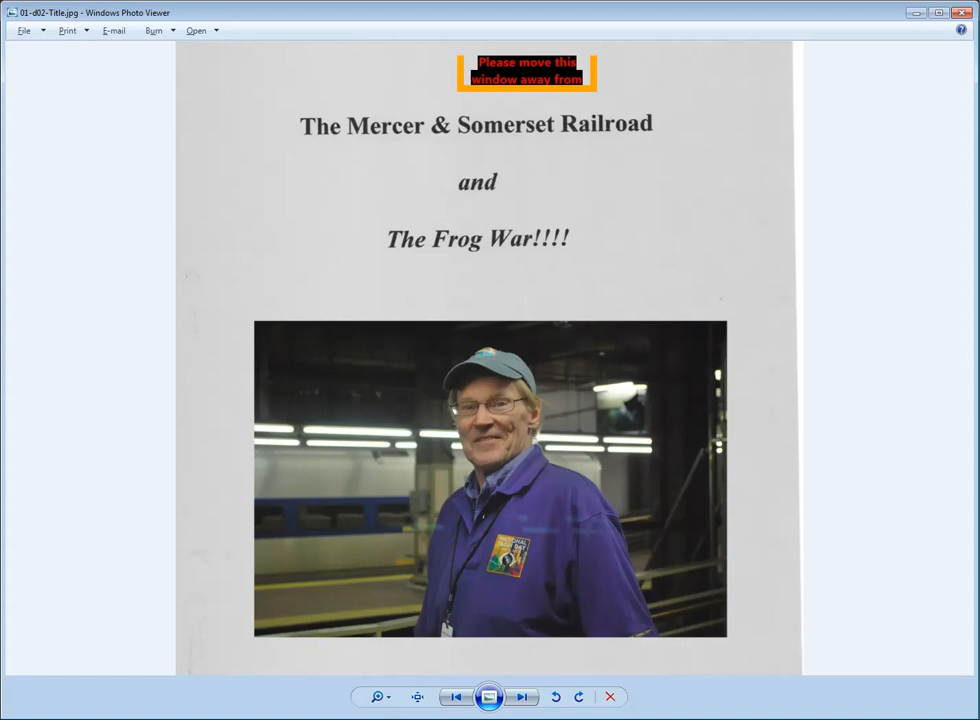 01-d02-Title.jpg - Windows Photo Viewer
File Print E-mail Burn Open
Please move this
window away from
The Mercer & Somerset Railroad
and
The Frog War!!!!